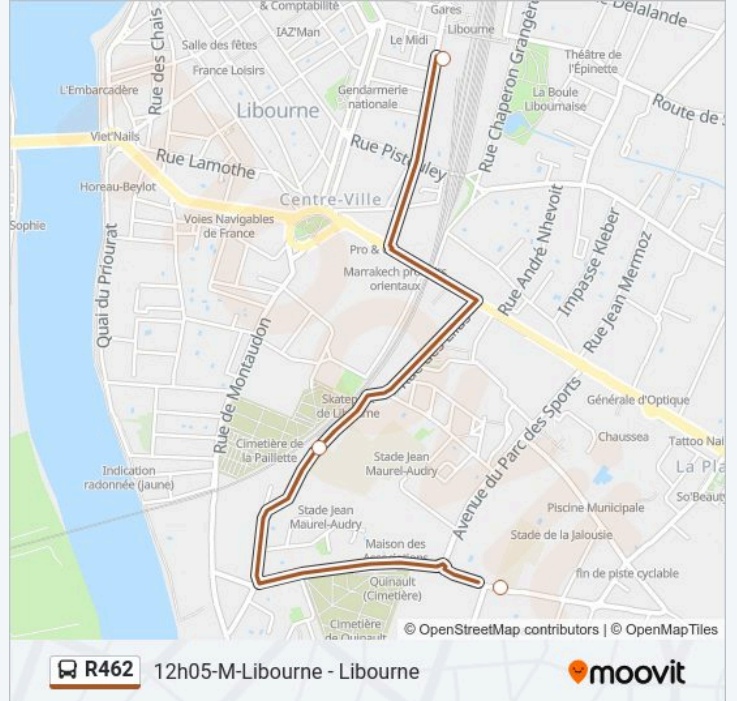 & Comptabilité
Gares
IAZ'Man
Salle des fêtes
Le Midi
Libourne
Delalande
France Loisirs
Rue des Chais
Théâtre de
l'Épinette
L'Embarcadère
Gendarmerie
nationale
La Boule
Libournaise
Libourne
Rue Chaperon Grangère
Route de S
Viet'Nails
Rue Lamothe
Rue Pistouley
Horeau-Beylot
Centre-Ville
Sophie
Voies Navigables
de France
Quai du Priourat
Pro &
Marrakech
orientaux
Rue André Nhevoit
Impasse Kleber
Rue Jean Mermoz
Rue de Montaudon
Générale d'Optique
Cimetière de
la Paillette
Stade Jean
Maurel-Audry
Chaussea
Tattoo Nai
La Pla
Avenue du Parc des Sports
Indication
radonnée (jaune)
So'Beauty
Piscine Municipale
Stade Jean
Maurel-Audry
Stade de la Jalousie
Maison des
fin de piste cyclable
Quinault
(Cimetière)
Cimetière
de Quinault
© OpenStreetMap contributors | © OpenMapTiles
R462 12h05-M-Libourne - Libourne
moovit